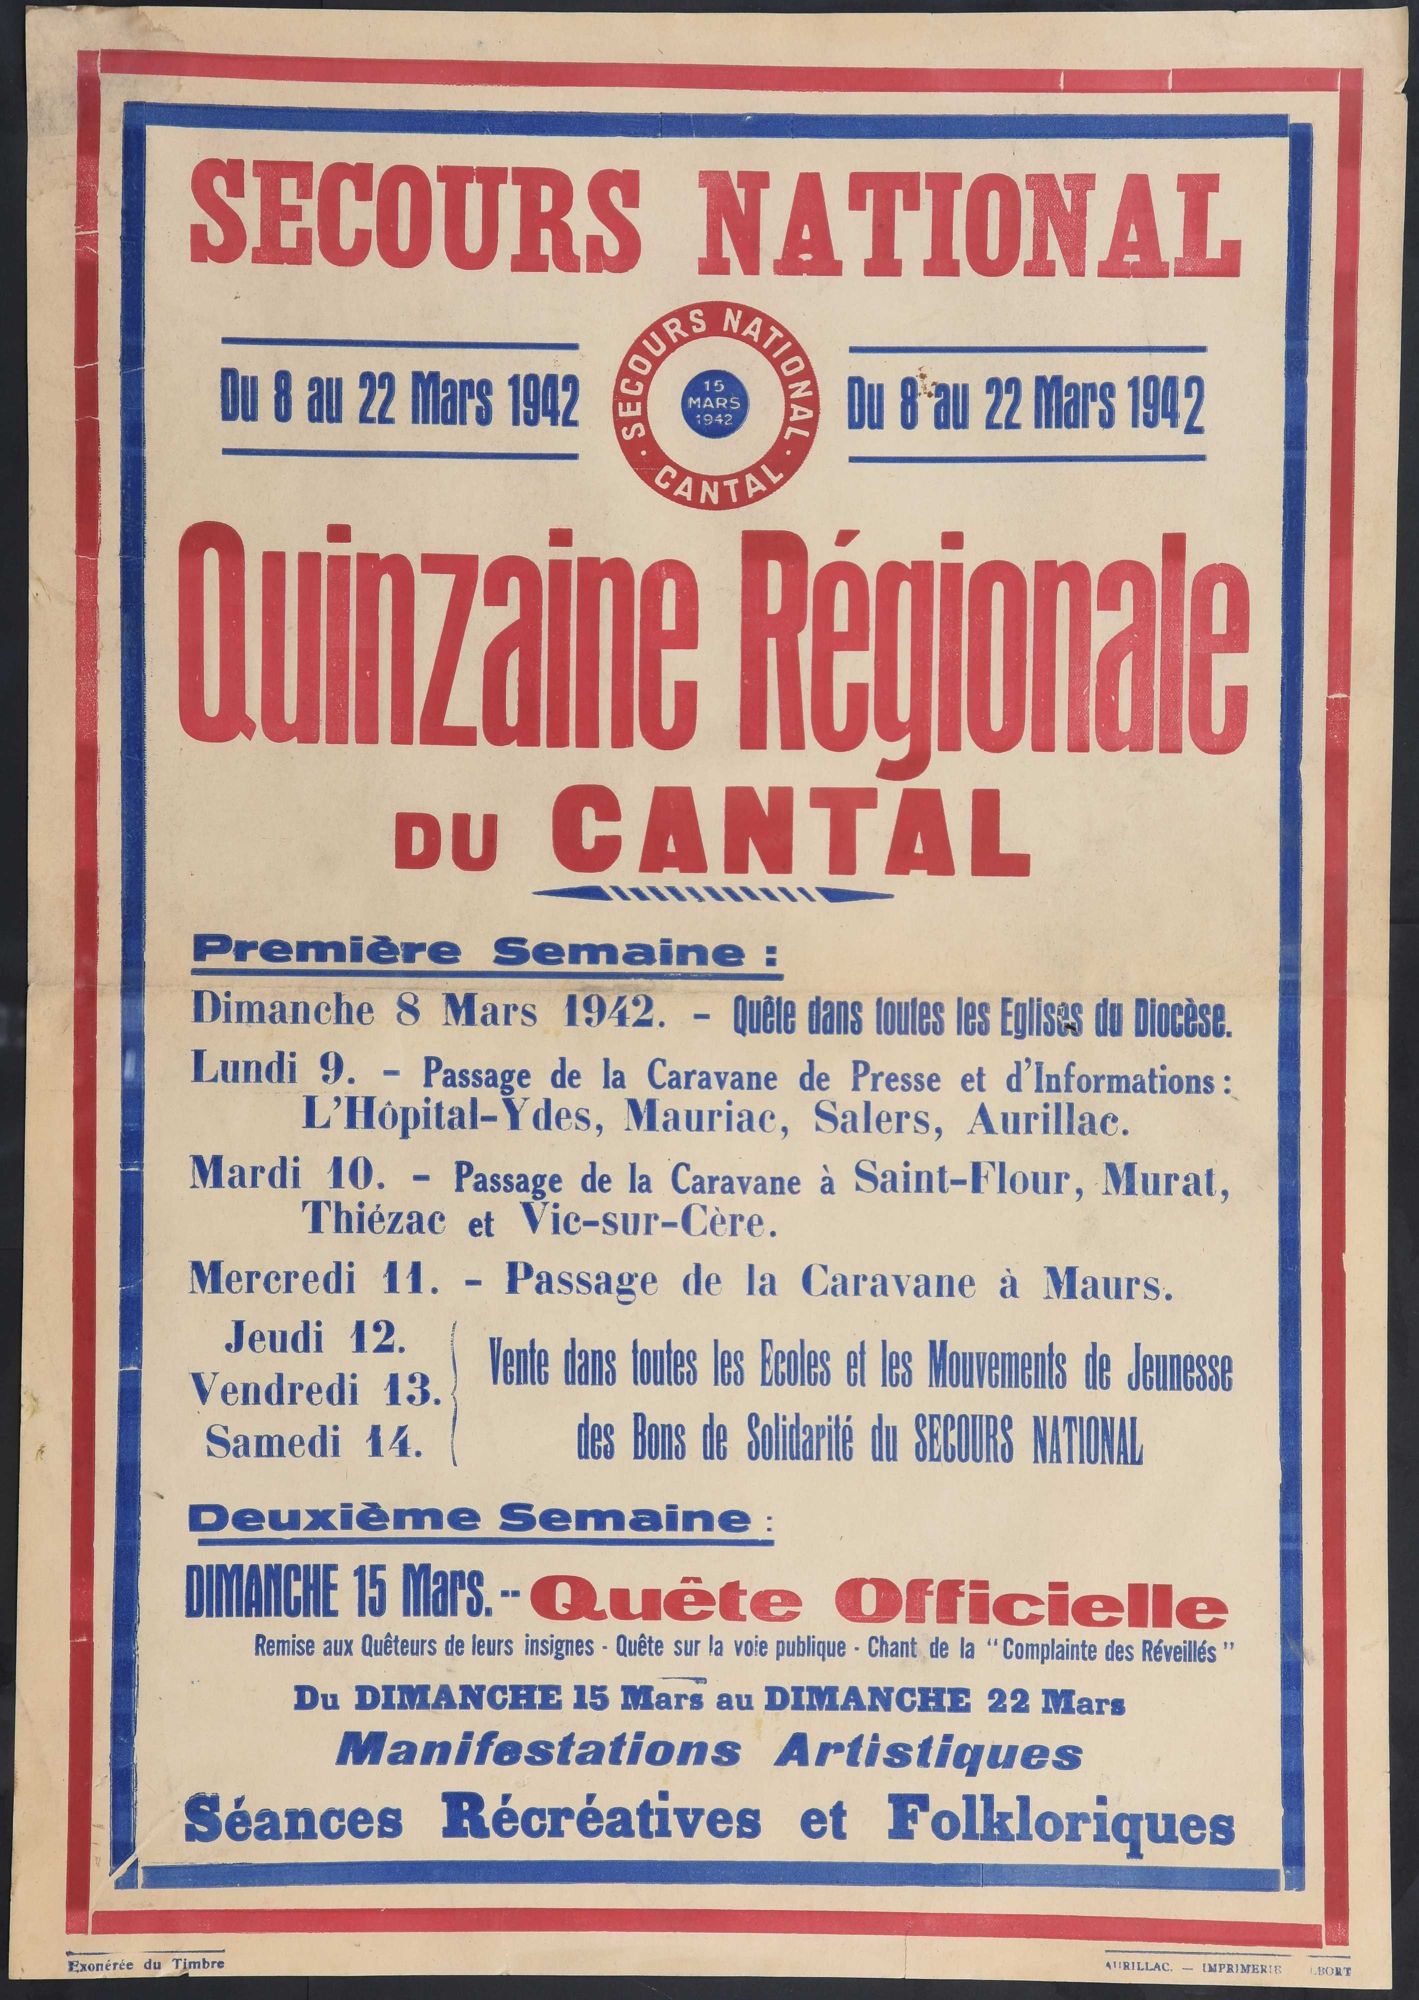 SECOURS NATIONAL
Du 8 au 22 Mars 1942
SECOURS NATIONAL · CANTAL ·
15
MARS
1942
Du 8 au 22 Mars 1942
Quinzaine Régionale
DU CANTAL
Première Semaine :
Dimanche 8 Mars 1942. - Quête dans toutes les Eglises du Diocèse.
Lundi 9. - Passage de la Caravane de Presse et d'Informations :
L'Hôpital-Ydes, Mauriac, Salers, Aurillac.
Mardi 10. - Passage de la Caravane à Saint-Flour, Murat,
Thiézac et Vic-sur-Cère.
Mercredi 11. - Passage de la Caravane à Maurs.
Jeudi 12.
Vendredi 13.
Samedi 14.
Vente dans toutes les Ecoles et les Mouvements de Jeunesse
des Bons de Solidarité du SECOURS NATIONAL
Deuxième Semaine :
DIMANCHE 15 Mars. -- Quête Officielle
Remise aux Quêteurs de leurs insignes - Quête sur la voie publique - Chant de la "Complainte des Réveillés"
Du DIMANCHE 15 Mars au DIMANCHE 22 Mars
Manifestations Artistiques
Séances Récréatives et Folkloriques
Exonérée du Timbre
AURILLAC. — IMPRIMERIE